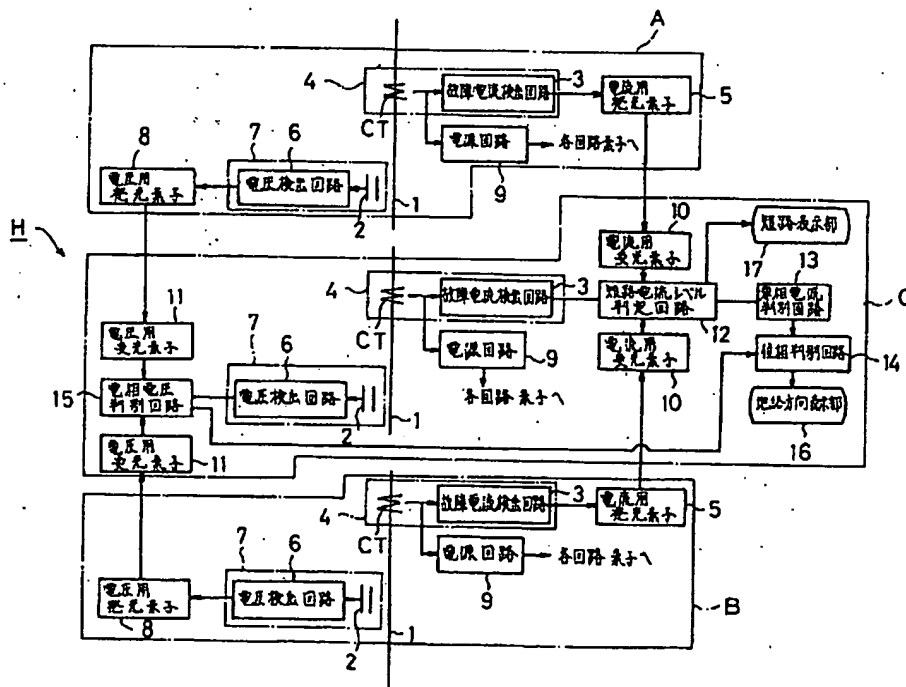 A
4
3
CT
故障電流検出回路
電流用
発光素子
5
8
7
6
電源回路
各回路素子へ
9
電圧用
発光素子
電圧検出回路
2
1
H
10
電流用
受光素子
短絡表示部
17
13
4
3
CT
故障電流検出回路
短絡電流レベル
判定回路
12
零相電流
判別回路
C
11
電圧用
受光素子
7
6
電源回路
9
電流用
受光素子
10
位相判別回路
14
15
零相電圧
判別回路
電圧検出回路
2
1
各回路素子へ
地絡方向表示部
16
電圧用
受光素子
11
4
3
CT
故障電流検出回路
電流用
発光素子
5
7
6
電源回路
各回路素子へ
9
電圧用
発光素子
8
電圧検出回路
2
1
B